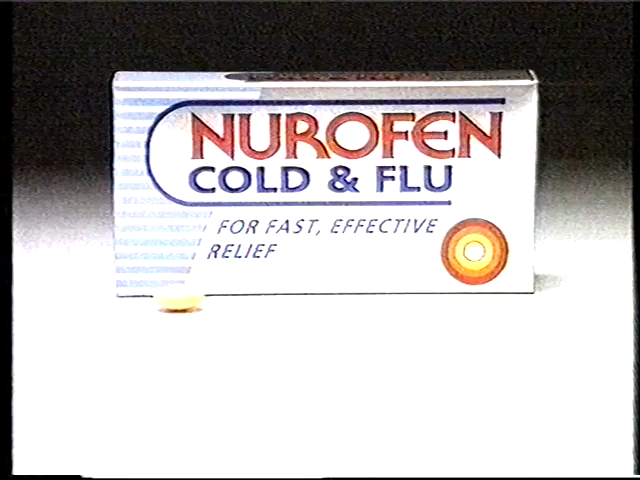 NUROFEN
COLD & FLU
FOR FAST, EFFECTIVE
RELIEF